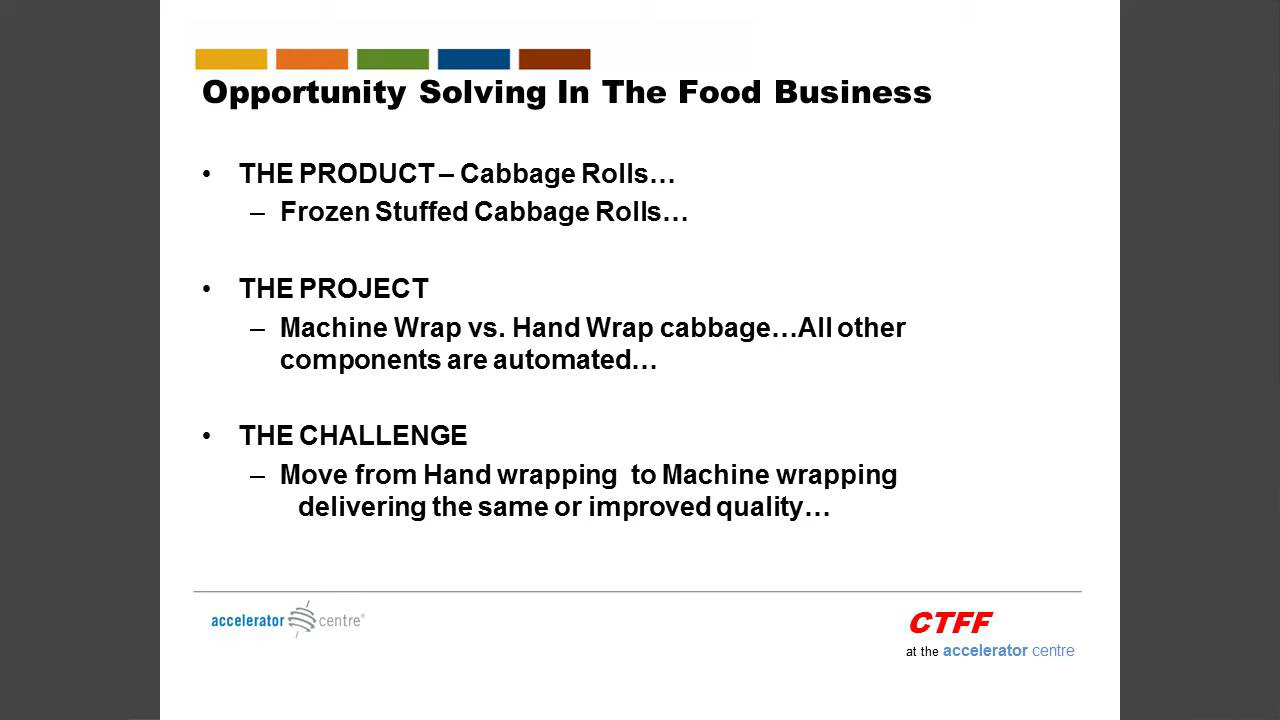 Opportunity Solving In The Food Business
• THE PRODUCT – Cabbage Rolls…
– Frozen Stuffed Cabbage Rolls…
• THE PROJECT
– Machine Wrap vs. Hand Wrap cabbage…All other
components are automated…
• THE CHALLENGE
– Move from Hand wrapping  to Machine wrapping
delivering the same or improved quality…
accelerator centre®
CTFF
at the accelerator centre